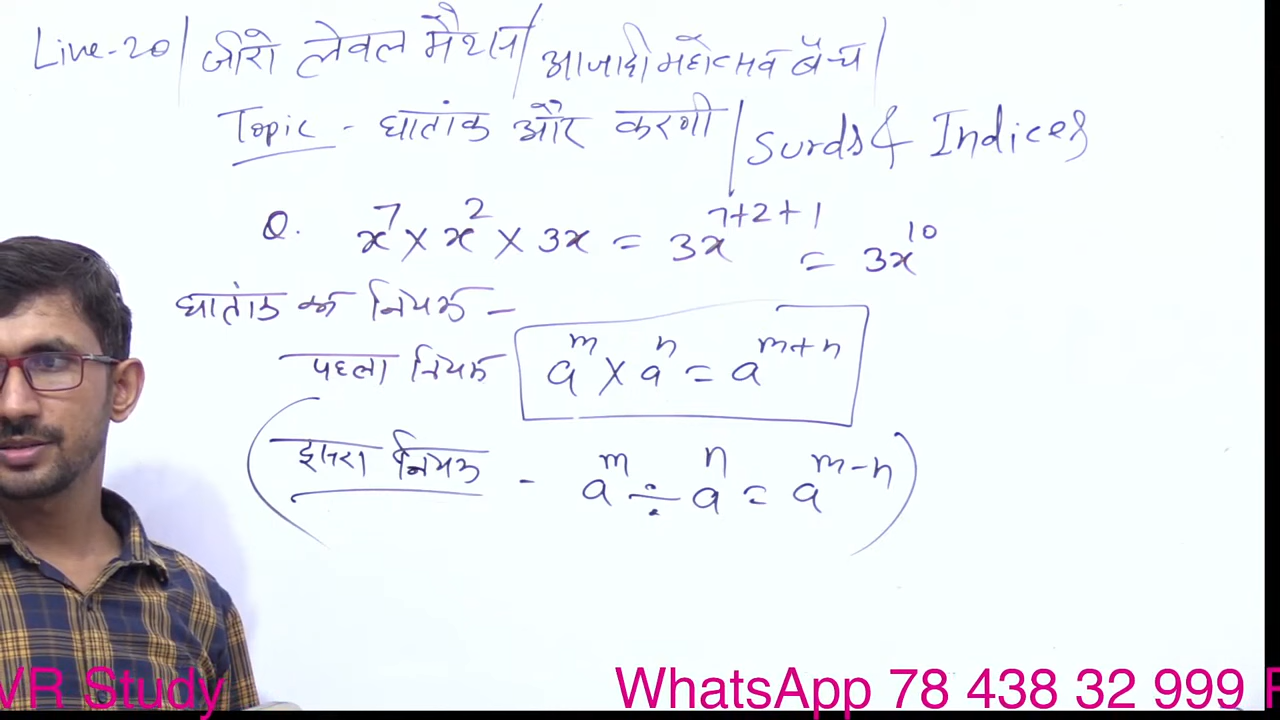 Live-20 / जीरो लेवल मैथ्स / आजादी महोत्सव बैच /
Topic - घातांक और करणी / Surds & Indices
Q. x⁷ × x² × 3x = 3x⁷⁺²⁺¹ = 3x¹⁰
घातांक के नियम -
पहला नियम aᵐ × aⁿ = aᵐ⁺ⁿ
दूसरा नियम - aᵐ ÷ aⁿ = aᵐ⁻ⁿ
VR Study WhatsApp 78 438 32 999